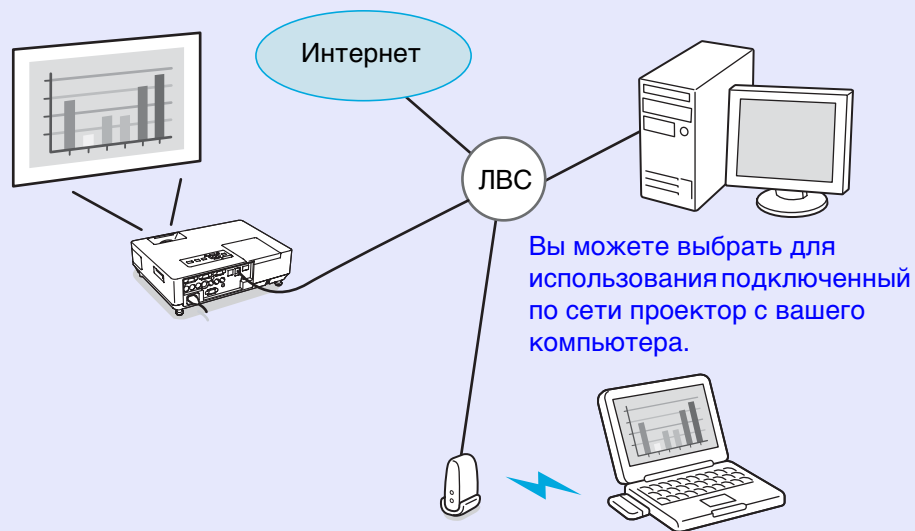 Интернет
ЛВС
Вы можете выбрать для
использования подключенный
по сети проектор с вашего
компьютера.